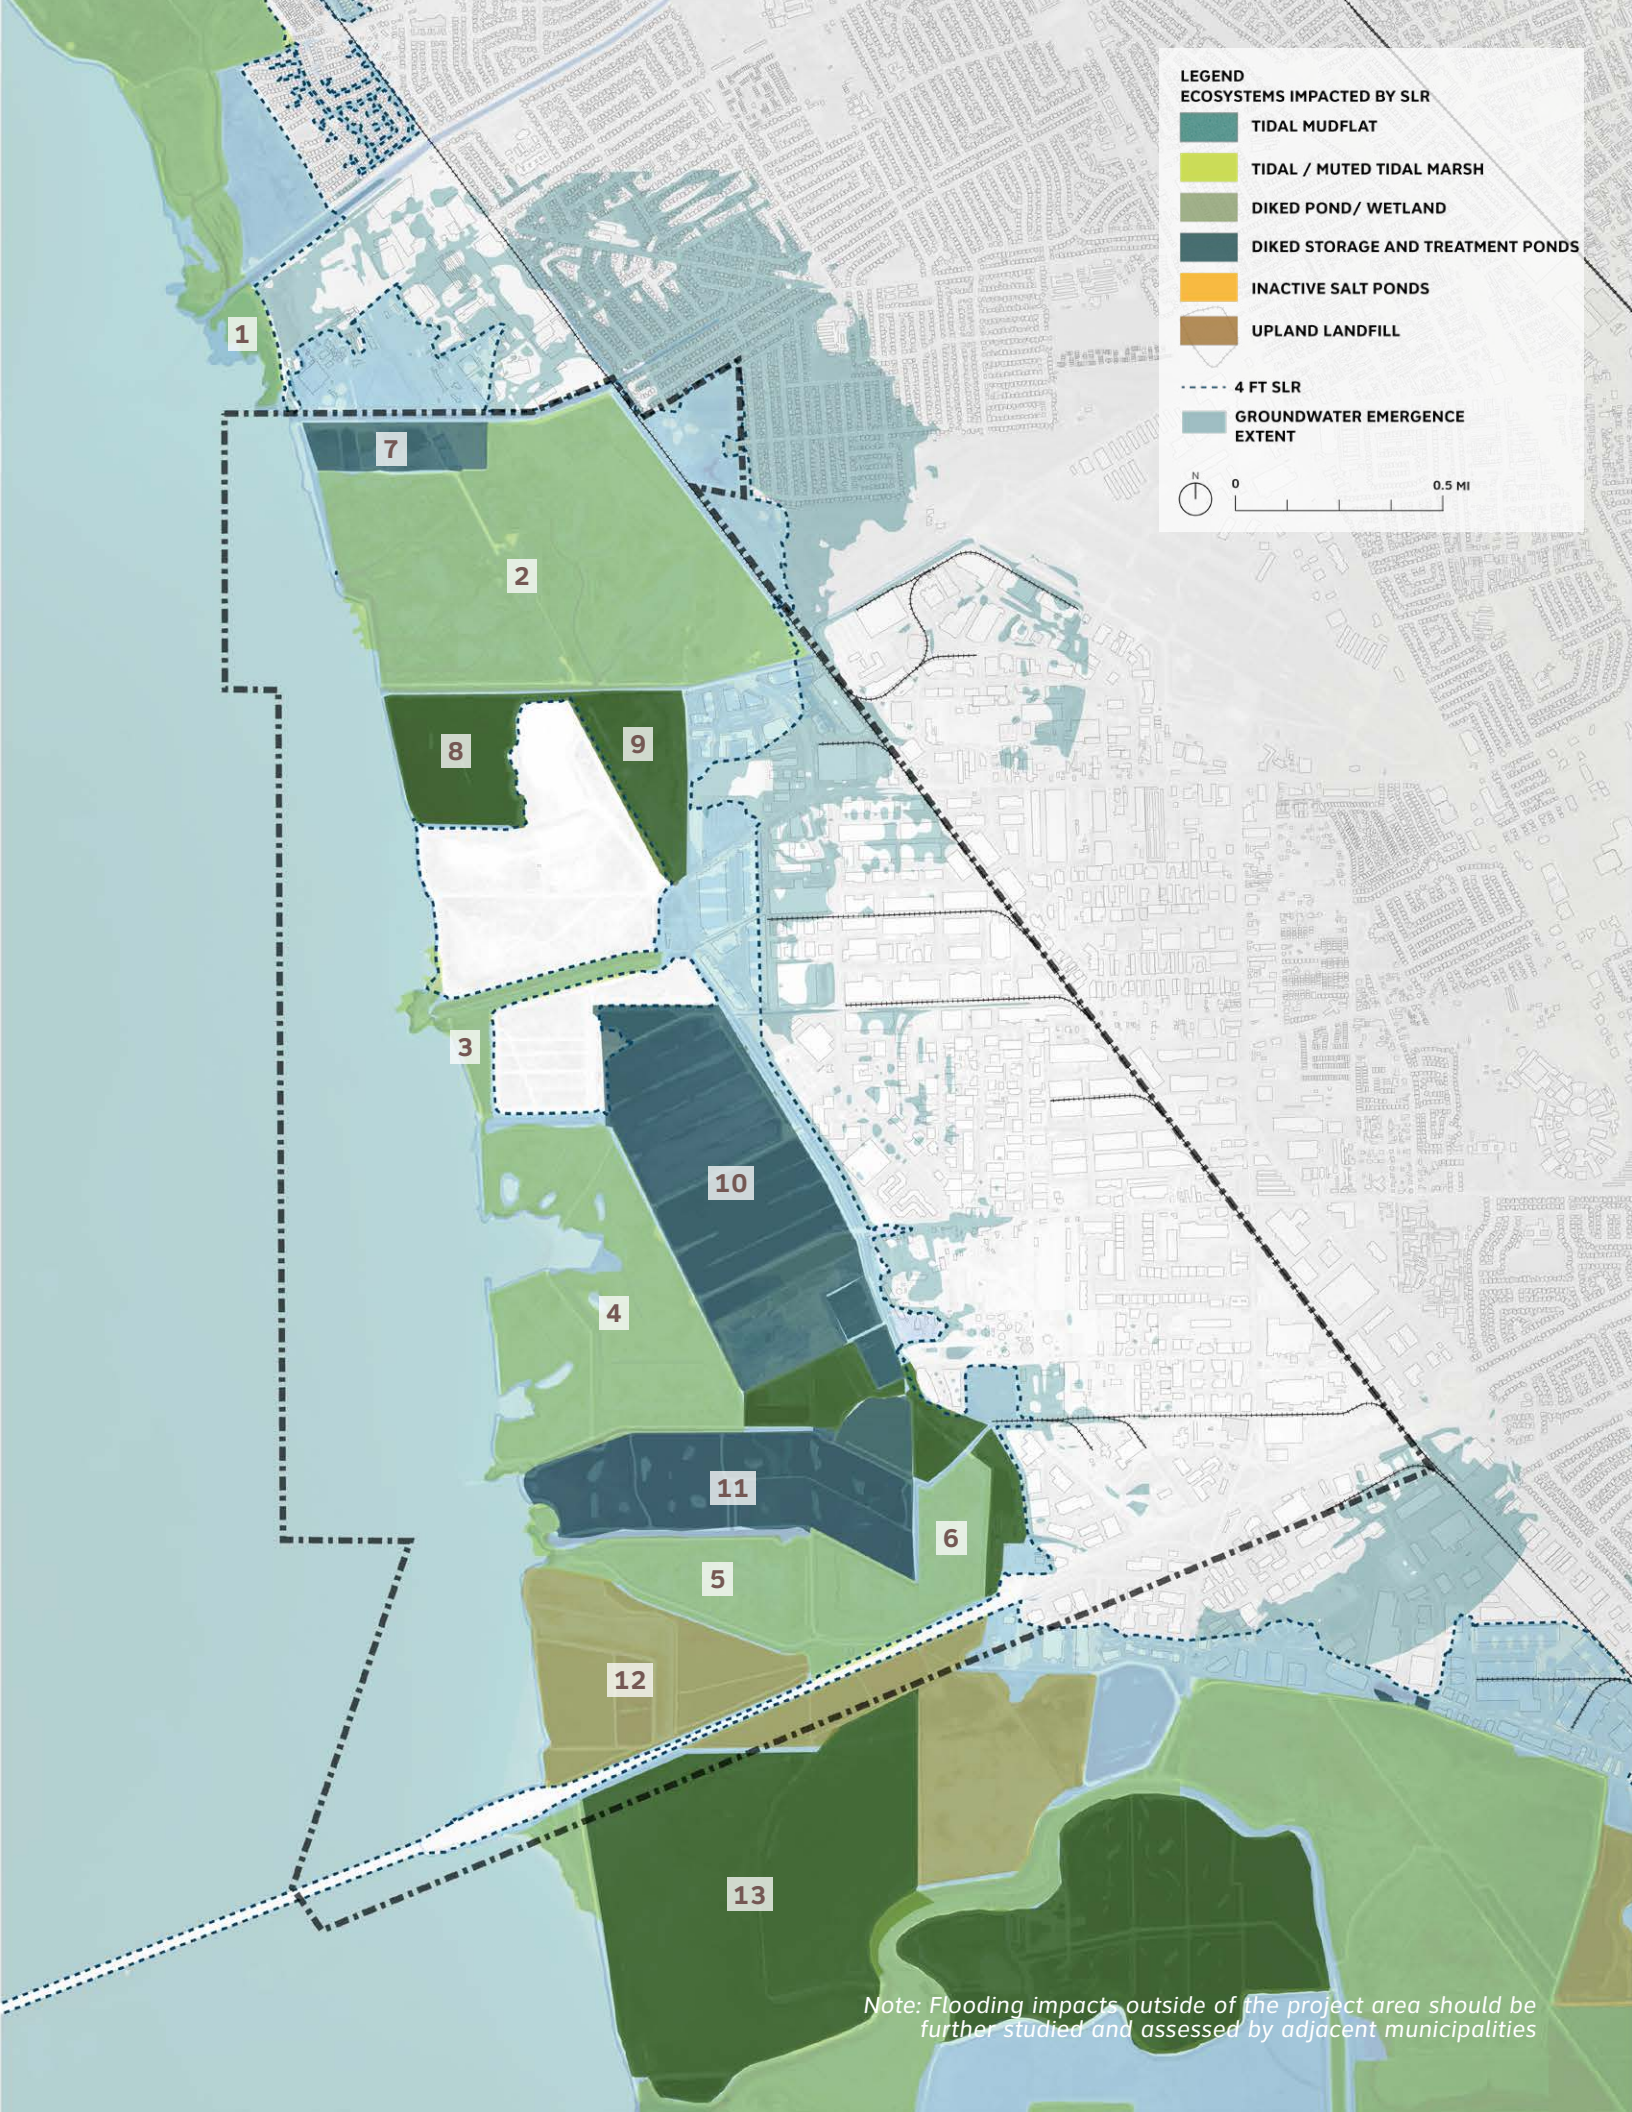 LEGEND
ECOSYSTEMS IMPACTED BY SLR
TIDAL MUDFLAT
TIDAL / MUTED TIDAL MARSH
DIKED POND/ WETLAND
DIKED STORAGE AND TREATMENT PONDS
INACTIVE SALT PONDS
UPLAND LANDFILL
4 FT SLR
GROUNDWATER EMERGENCE
EXTENT
N
0
0.5 MI
1
7
2
8
9
3
10
4
11
6
5
12
13
Note: Flooding impacts outside of the project area should be
further studied and assessed by adjacent municipalities